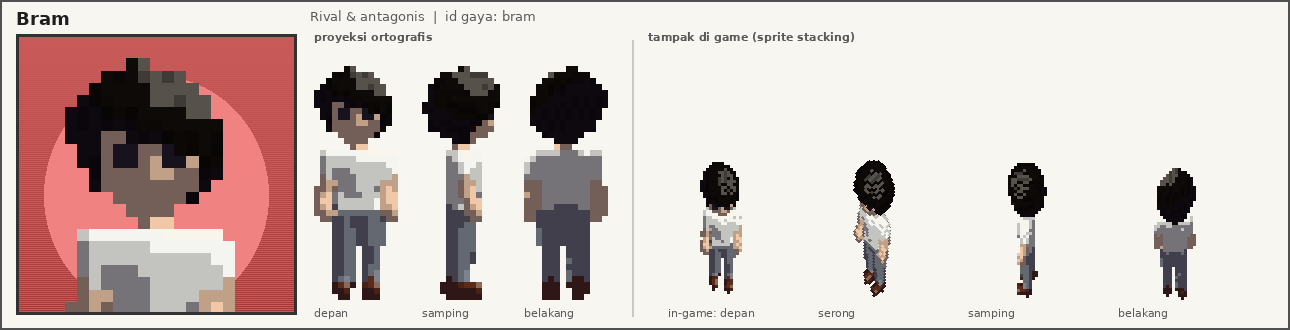 Bram
Rival & antagonis | id gaya: bram
proyeksi ortografis
tampak di game (sprite stacking)
depan
samping
belakang
in-game: depan
serong
samping
belakang